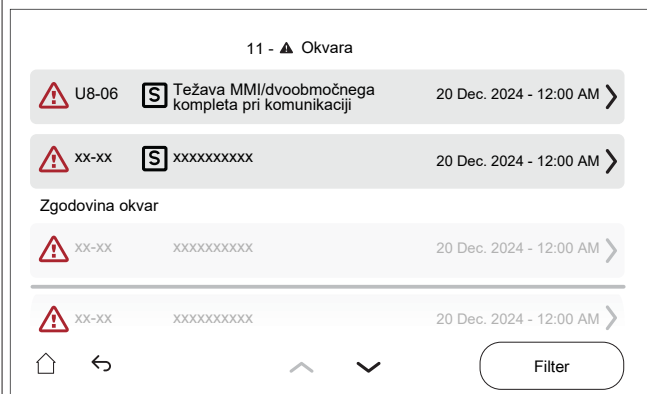 11 - Okvara
U8-06 S Težava MMI/dvoobmočnega
kompleta pri komunikaciji
20 Dec. 2024 - 12:00 AM
xx-xx S xxxxxxxxxx 20 Dec. 2024 - 12:00 AM
Zgodovina okvar
xx-xx xxxxxxxxxx 20 Dec. 2024 - 12:00 AM
xx-xx xxxxxxxxxx 20 Dec. 2024 - 12:00 AM
Filter